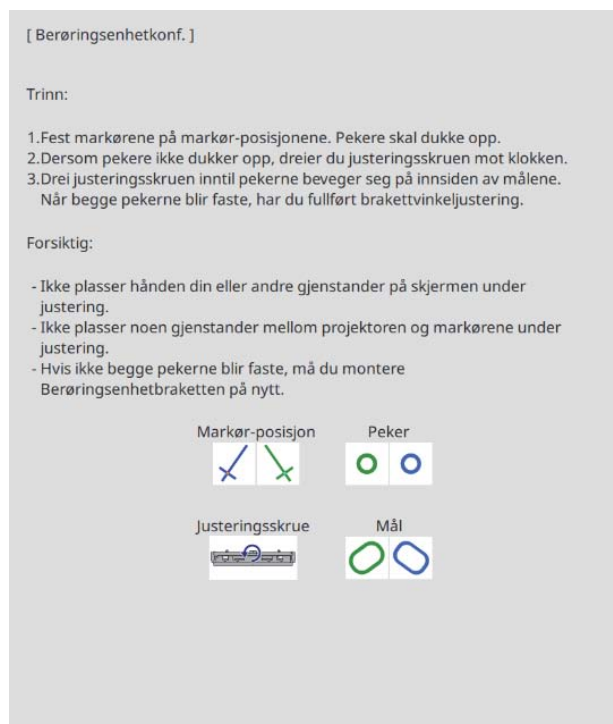 [ Berøringsenhetkonf. ]
Trinn:
1.Fest markørene på markør-posisjonene. Pekere skal dukke opp.
2.Dersom pekere ikke dukker opp, dreier du justeringsskruen mot klokken.
3.Drei justeringsskruen inntil pekerne beveger seg på innsiden av målene.
Når begge pekerne blir faste, har du fullført brakettvinkeljustering.
Forsiktig:
- Ikke plasser hånden din eller andre gjenstander på skjermen under
justering.
- Ikke plasser noen gjenstander mellom projektoren og markørene under
justering.
- Hvis ikke begge pekerne blir faste, må du montere
Berøringsenhetbraketten på nytt.
Markør-posisjon Peker
Justeringsskrue Mål